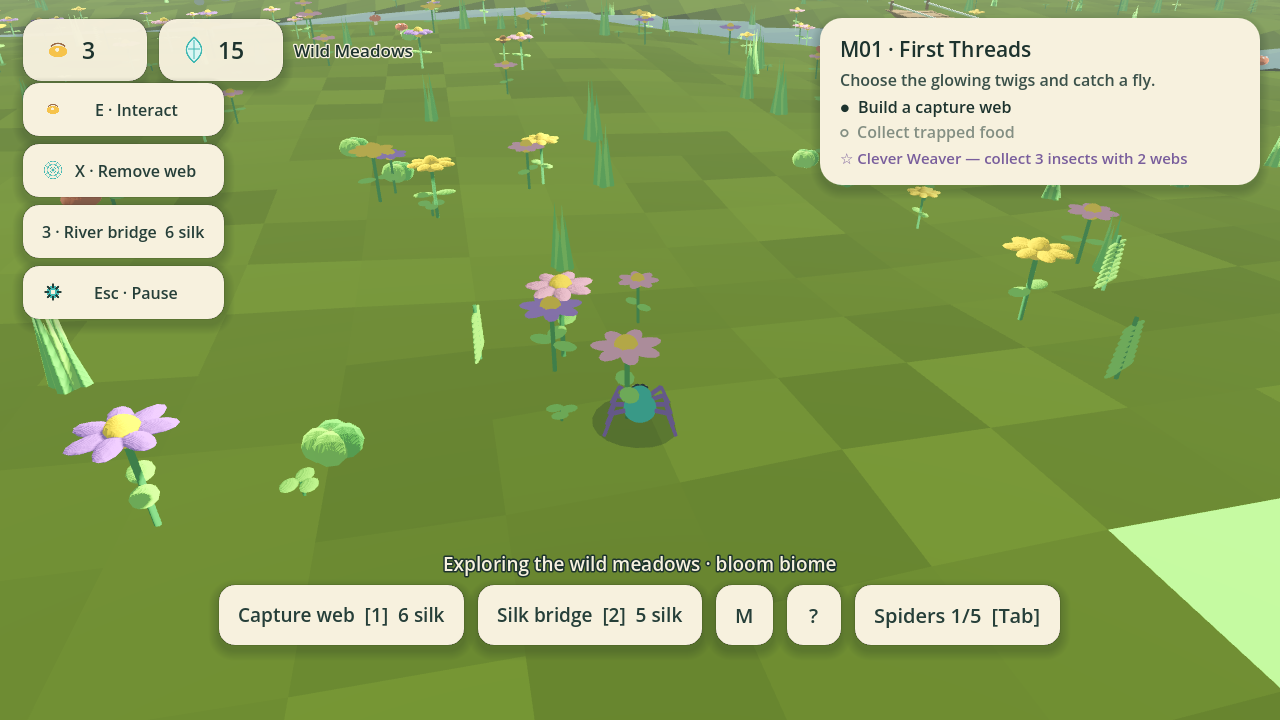 3
15
Wild Meadows
E · Interact
X · Remove web
3 · River bridge 6 silk
Esc · Pause
M01 · First Threads
Choose the glowing twigs and catch a fly.
Build a capture web
Collect trapped food
☆ Clever Weaver — collect 3 insects with 2 webs
Exploring the wild meadows · bloom biome
Capture web [1] 6 silk
Silk bridge [2] 5 silk
M
?
Spiders 1/5 [Tab]